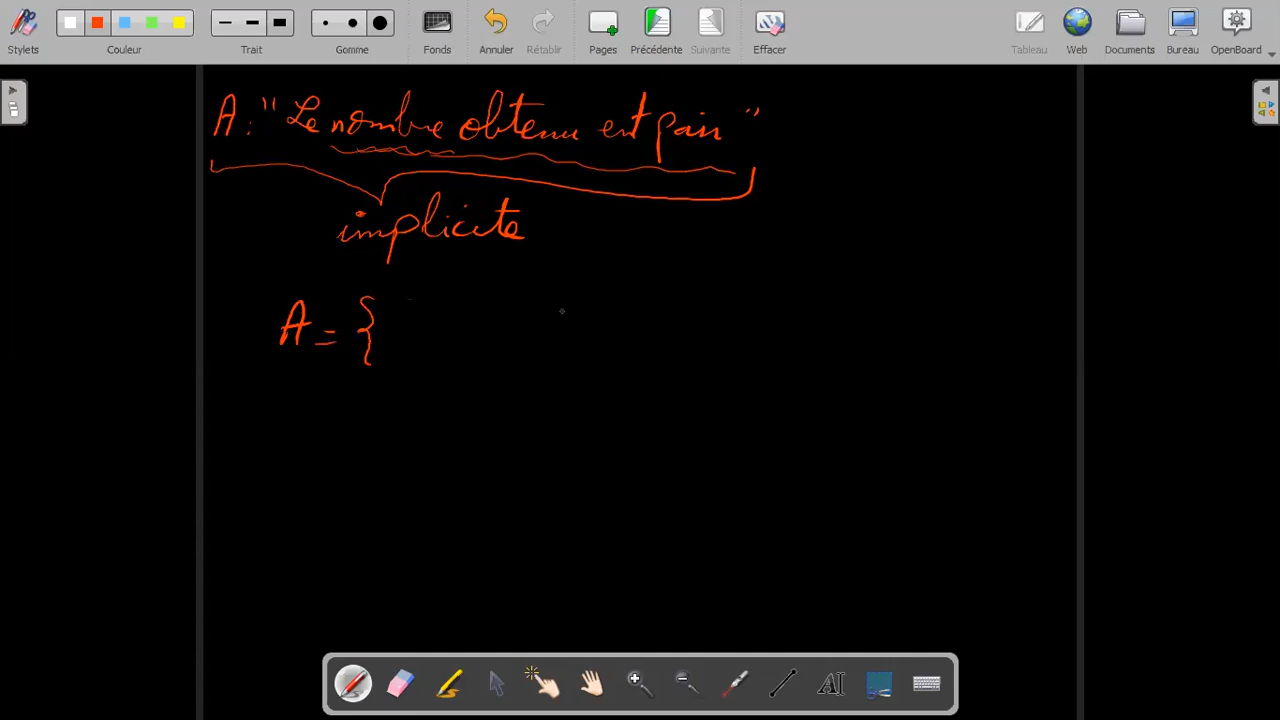 Stylets Couleur Trait Gomme Fonds Annuler Rétablir Pages Précédente Suivante Effacer Tableau Web Documents Bureau OpenBoard
A: " Le nombre obtenu est pair "
implicite
A = {